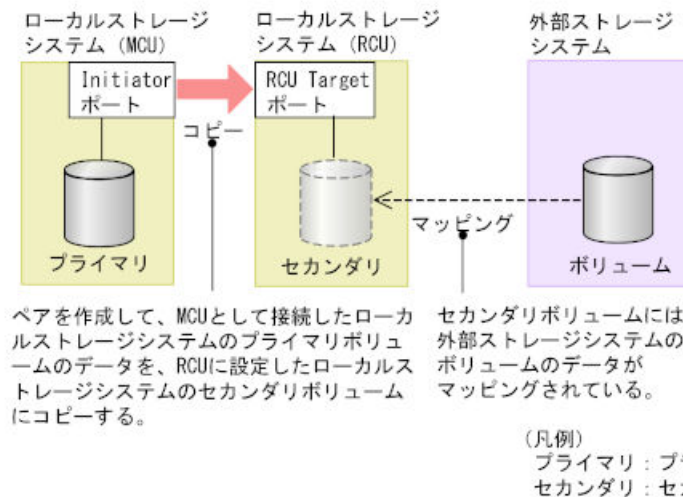 ローカルストレージ
システム (MCU)
ローカルストレージ
システム (RCU)
外部ストレージ
システム
Initiator
ポート
RCU Target
ポート
コピー
マッピング
プライマリ
セカンダリ
ボリューム
ペアを作成して、MCUとして接続したローカ
ルストレージシステムのプライマリボリュ
ームのデータを、RCUに設定したローカルス
トレージシステムのセカンダリボリューム
にコピーする。
セカンダリボリュームには
外部ストレージシステムの
ボリュームのデータが
マッピングされている。
(凡例)
プライマリ：プラ
セカンダリ：セカ